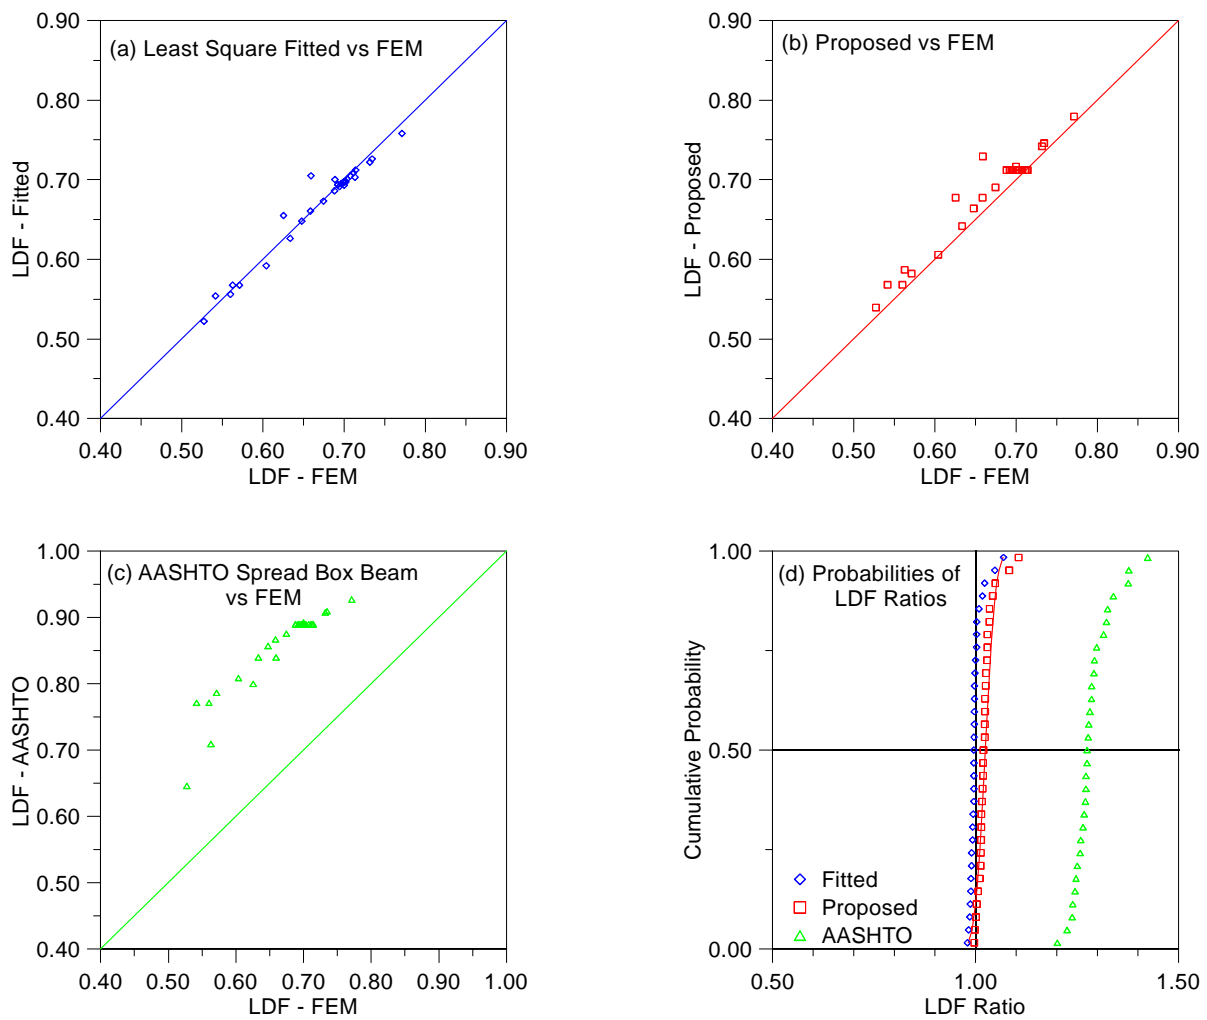 (a) Least Square Fitted vs FEM
0.90
0.80
0.70
0.60
0.50
0.40
LDF - Fitted
0.40 0.50 0.60 0.70 0.80 0.90
LDF - FEM
(b) Proposed vs FEM
0.90
0.80
0.70
0.60
0.50
0.40
LDF - Proposed
0.40 0.50 0.60 0.70 0.80 0.90
LDF - FEM
(c) AASHTO Spread Box Beam
vs FEM
1.00
0.90
0.80
0.70
0.60
0.50
0.40
LDF - AASHTO
0.40 0.50 0.60 0.70 0.80 0.90 1.00
LDF - FEM
(d) Probabilities of
LDF Ratios
1.00
0.50
0.00
Cumulative Probability
Fitted
Proposed
AASHTO
0.50 1.00 1.50
LDF Ratio